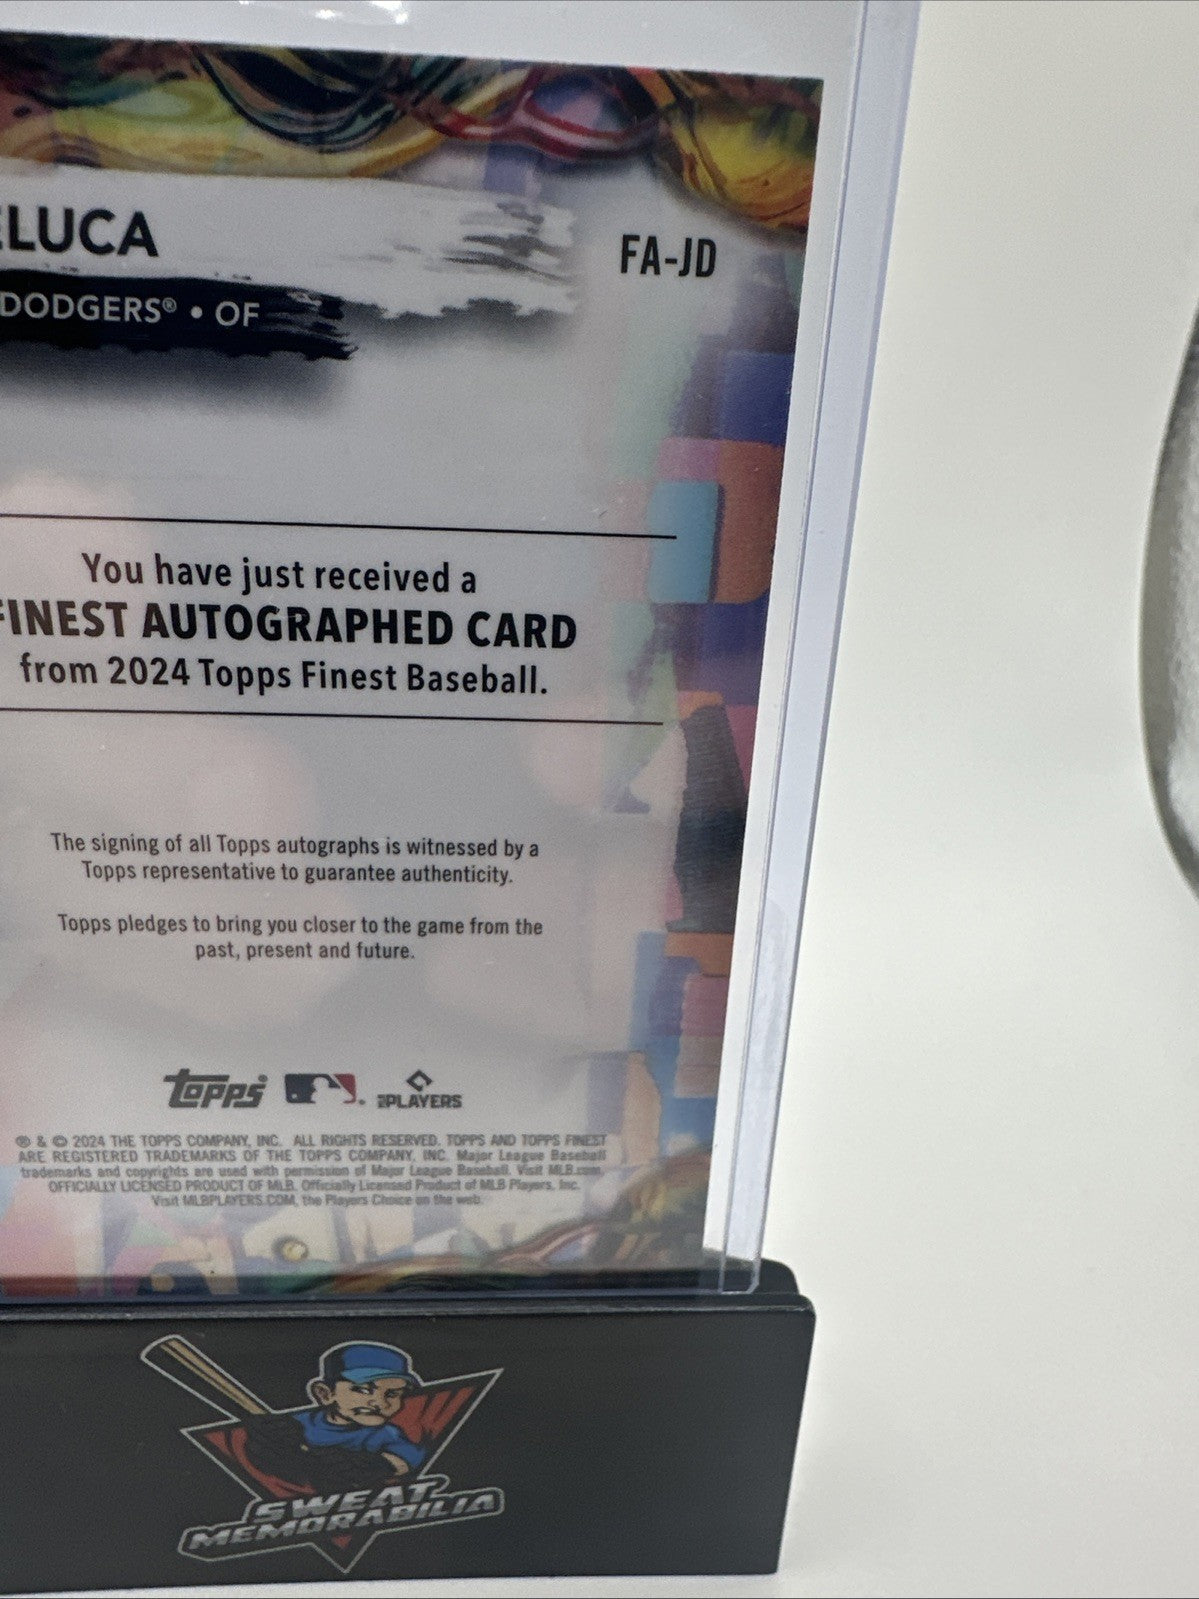 ELUCA
FA-JD
DODGERS® • OF
You have just received a
FINEST AUTOGRAPHED CARD
from 2024 Topps Finest Baseball.
The signing of all Topps autographs is witnessed by a
Topps representative to guarantee authenticity.
Topps pledges to bring you closer to the game from the
past, present and future.
topps
PLAYERS
® & © 2024 THE TOPPS COMPANY, INC. ALL RIGHTS RESERVED. TOPPS AND TOPPS FINEST
ARE REGISTERED TRADEMARKS OF THE TOPPS COMPANY, INC. Major League Baseball
trademarks and copyrights are used with permission of Major League Baseball. Visit MLB.com.
OFFICIALLY LICENSED PRODUCT OF MLB. Officially Licensed Product of MLB Players, Inc.
Visit MLBPLAYERS.COM, the Players Choice on the web.
SWEAT
MEMORABILIA